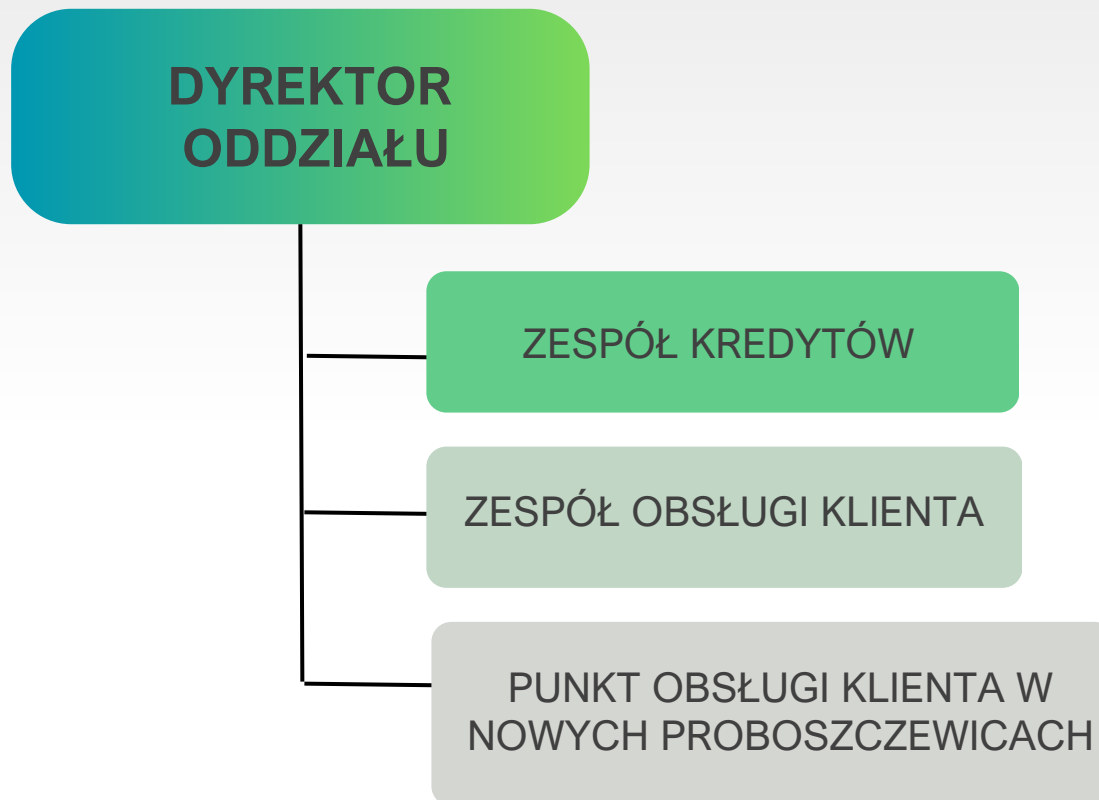 DYREKTOR
ODDZIAŁU
ZESPÓŁ KREDYTÓW
ZESPÓŁ OBSŁUGI KLIENTA
PUNKT OBSŁUGI KLIENTA W
NOWYCH PROBOSZCZEWICACH